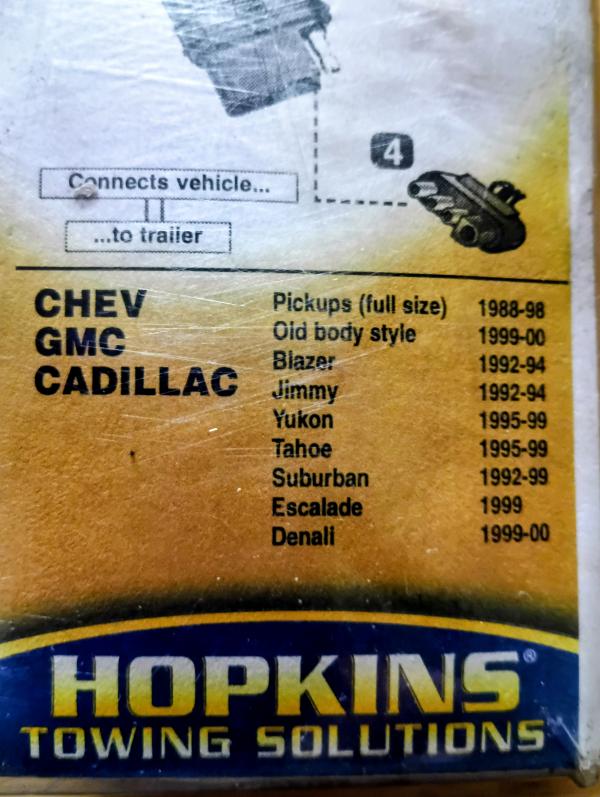 4
Connects vehicle...
...to trailer
CHEV
GMC
CADILLAC
Pickups (full size) 1988-98
Old body style 1999-00
Blazer 1992-94
Jimmy 1992-94
Yukon 1995-99
Tahoe 1995-99
Suburban 1992-99
Escalade 1999
Denali 1999-00
HOPKINS®
TOWING SOLUTIONS